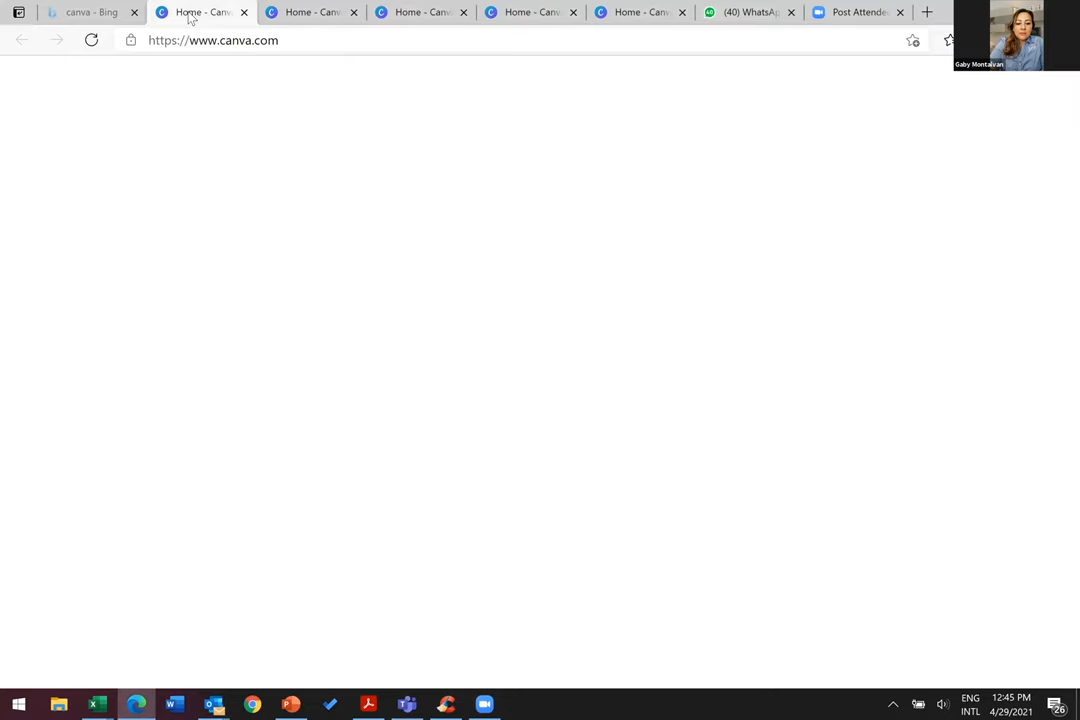 canva - Bing
Home - Canv
Home - Canv
Home - Canv
Home - Canv
Home - Canv
(40) WhatsAp
Post Attende
https://www.canva.com
Gaby Montalvan
ENG
INTL
12:45 PM
4/29/2021
26